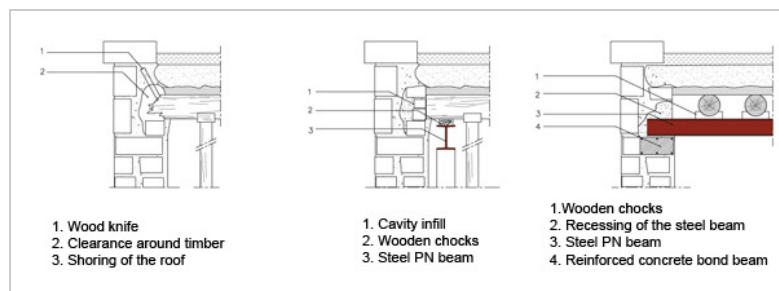 1
2
3
1. Wood knife
2. Clearance around timber
3. Shoring of the roof
1
2
3
1. Cavity infill
2. Wooden chocks
3. Steel PN beam
1
2
3
4
1.Wooden chocks
2. Recessing of the steel beam
3. Steel PN beam
4. Reinforced concrete bond beam